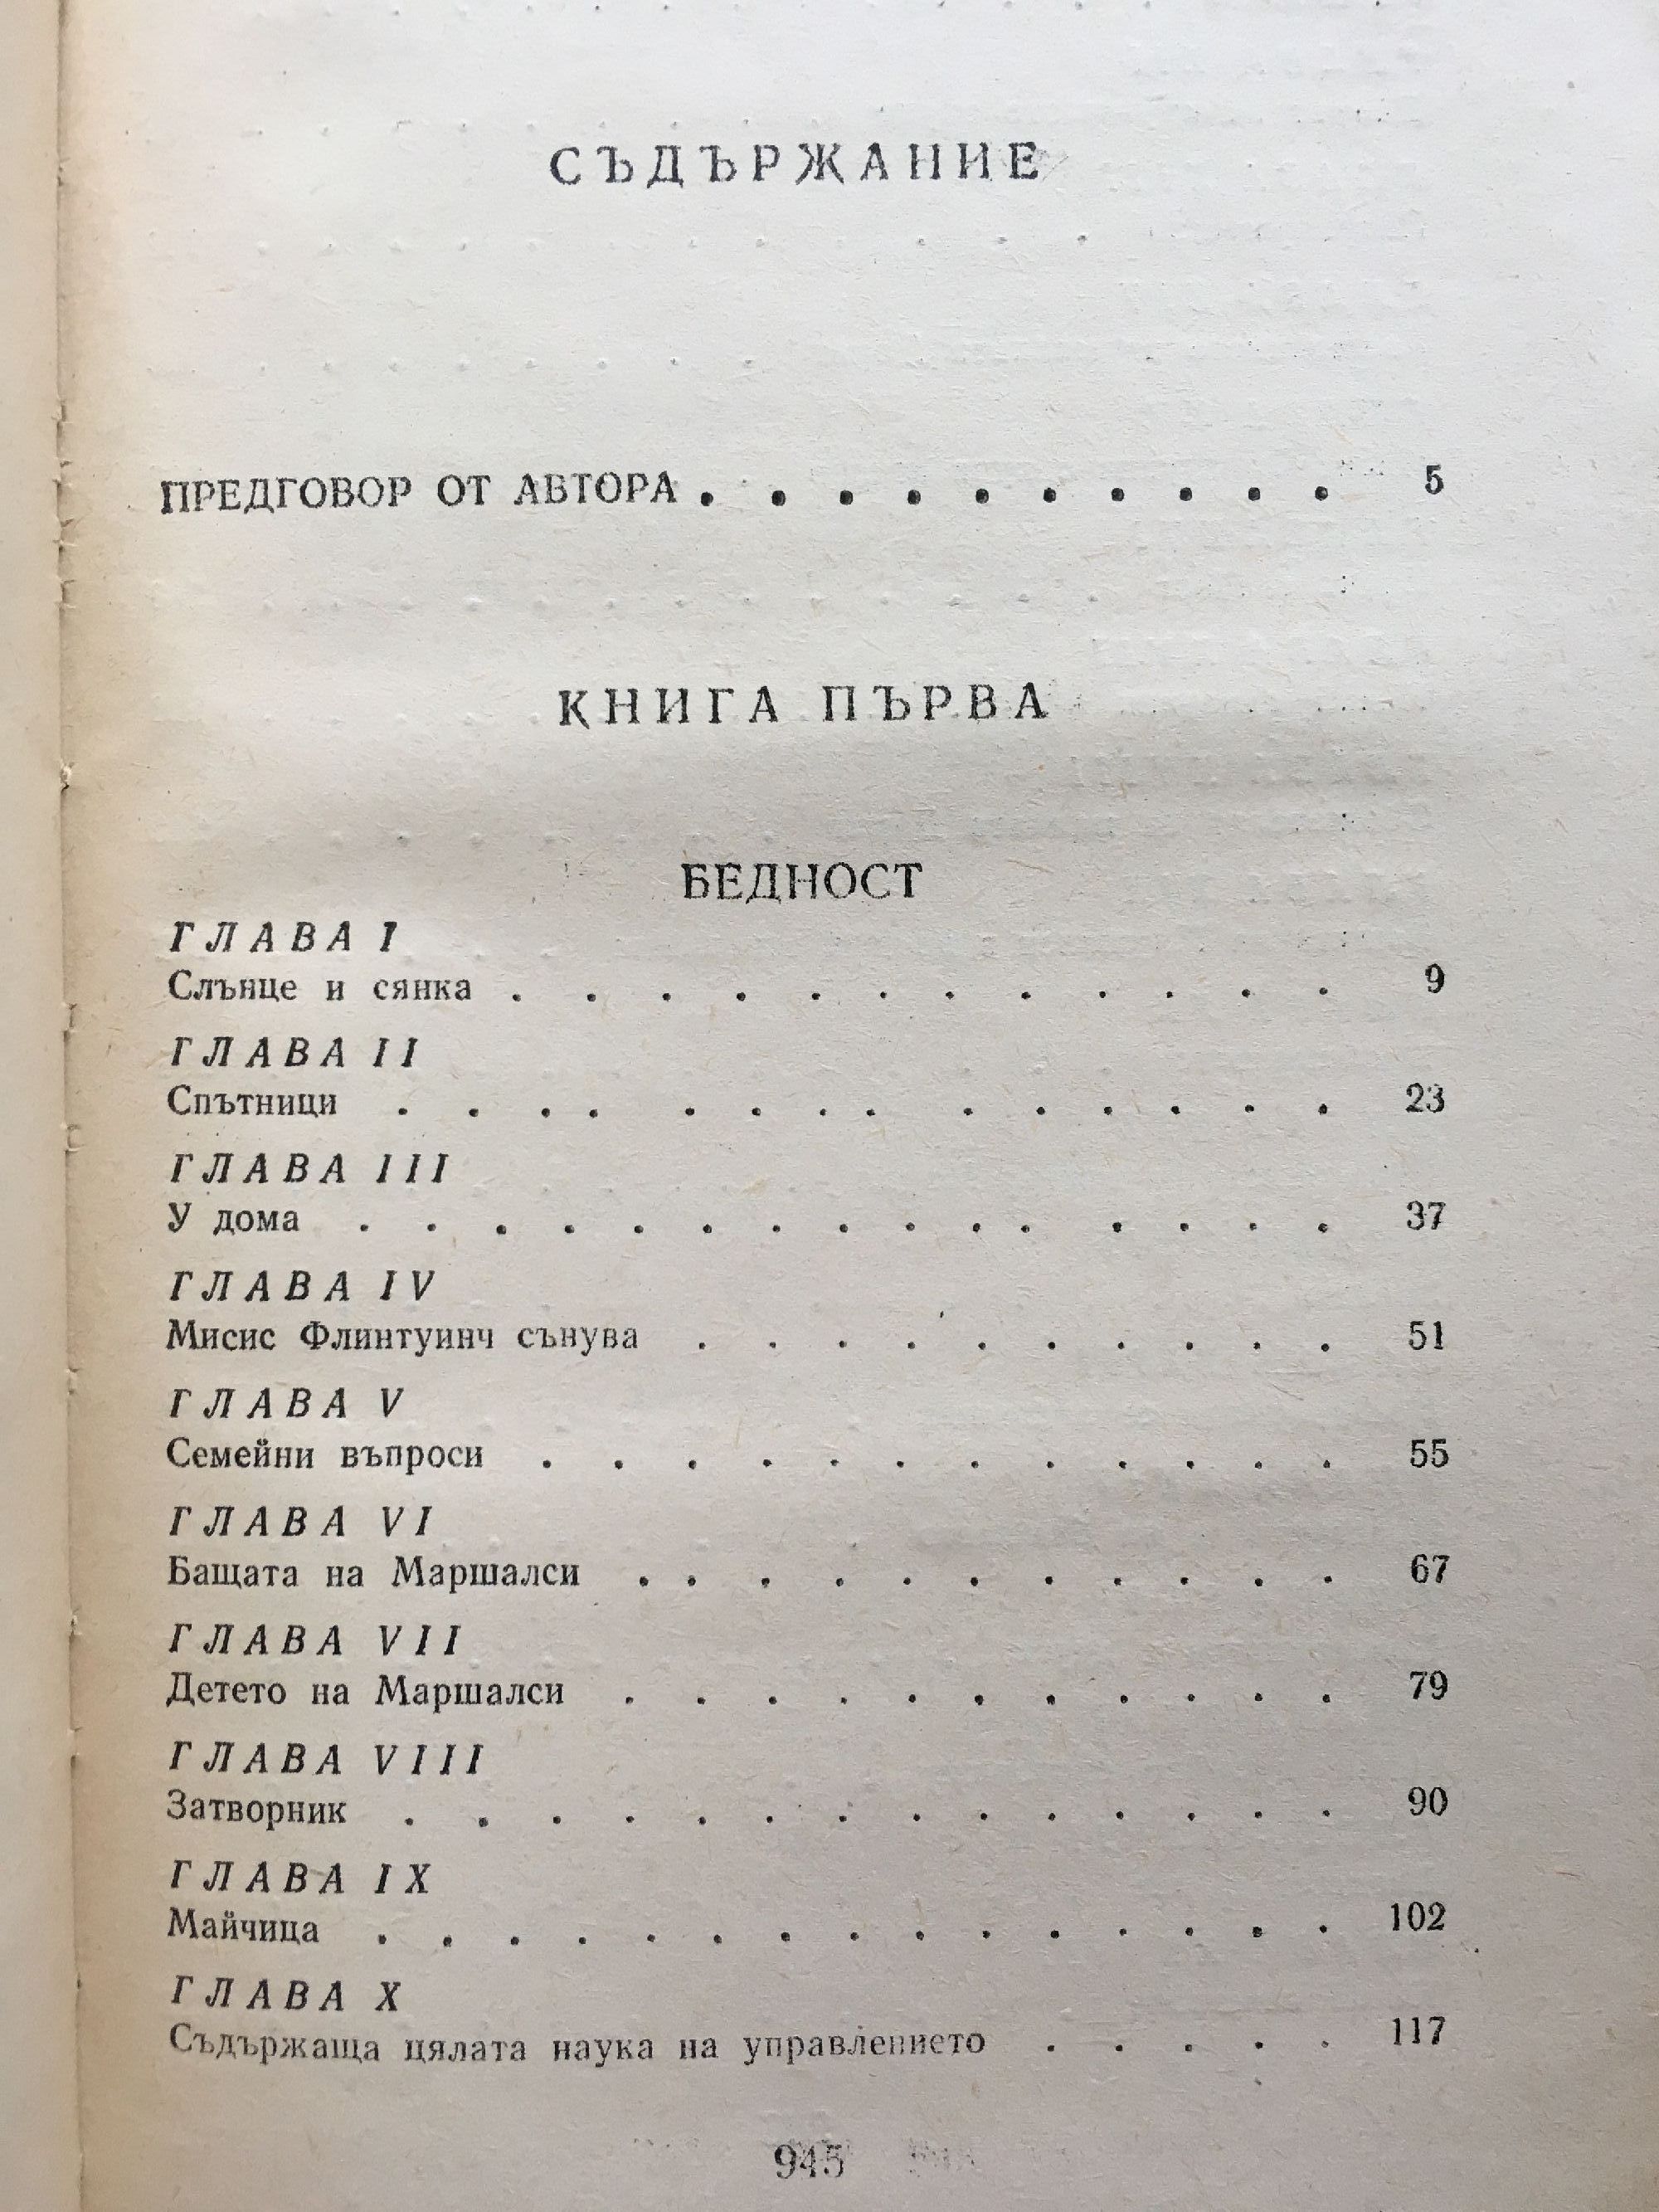 СЪДЪРЖАНИЕ
ПРЕДГОВОР ОТ АВТОРА . . . . . . . . . . 5
КНИГА ПЪРВА
БЕДНОСТ
ГЛАВА I
Слънце и сянка . . . . . . . . . . . . 9
ГЛАВА II
Спътници . . . . . . . . . . . . . . 23
ГЛАВА III
У дома . . . . . . . . . . . . . . 37
ГЛАВА IV
Мисис Флинтуинч сънува . . . . . . . . . . 51
ГЛАВА V
Семейни въпроси . . . . . . . . . . . . 55
ГЛАВА VI
Бащата на Маршалси . . . . . . . . . . . 67
ГЛАВА VII
Детето на Маршалси . . . . . . . . . . . 79
ГЛАВА VIII
Затворник . . . . . . . . . . . . . . 90
ГЛАВА IX
Майчица . . . . . . . . . . . . . . . 102
ГЛАВА X
Съдържаща цялата наука на управлението . . . . . 117
945